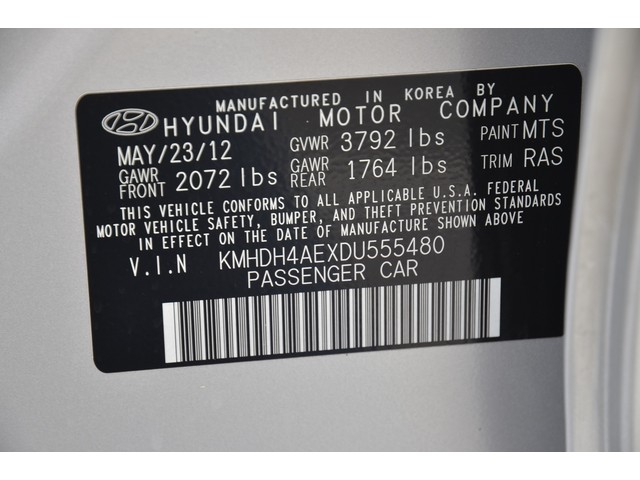 MANUFACTURED IN KOREA BY
HYUNDAI MOTOR COMPANY
MAY/23/12 GVWR 3792 lbs PAINT MTS
GAWR FRONT 2072 lbs GAWR REAR 1764 lbs TRIM RAS
THIS VEHICLE CONFORMS TO ALL APPLICABLE U.S.A. FEDERAL
MOTOR VEHICLE SAFETY, BUMPER, AND THEFT PREVENTION STANDARDS
IN EFFECT ON THE DATE OF MANUFACTURE SHOWN ABOVE
V.I.N KMHDH4AEXDU555480
PASSENGER CAR